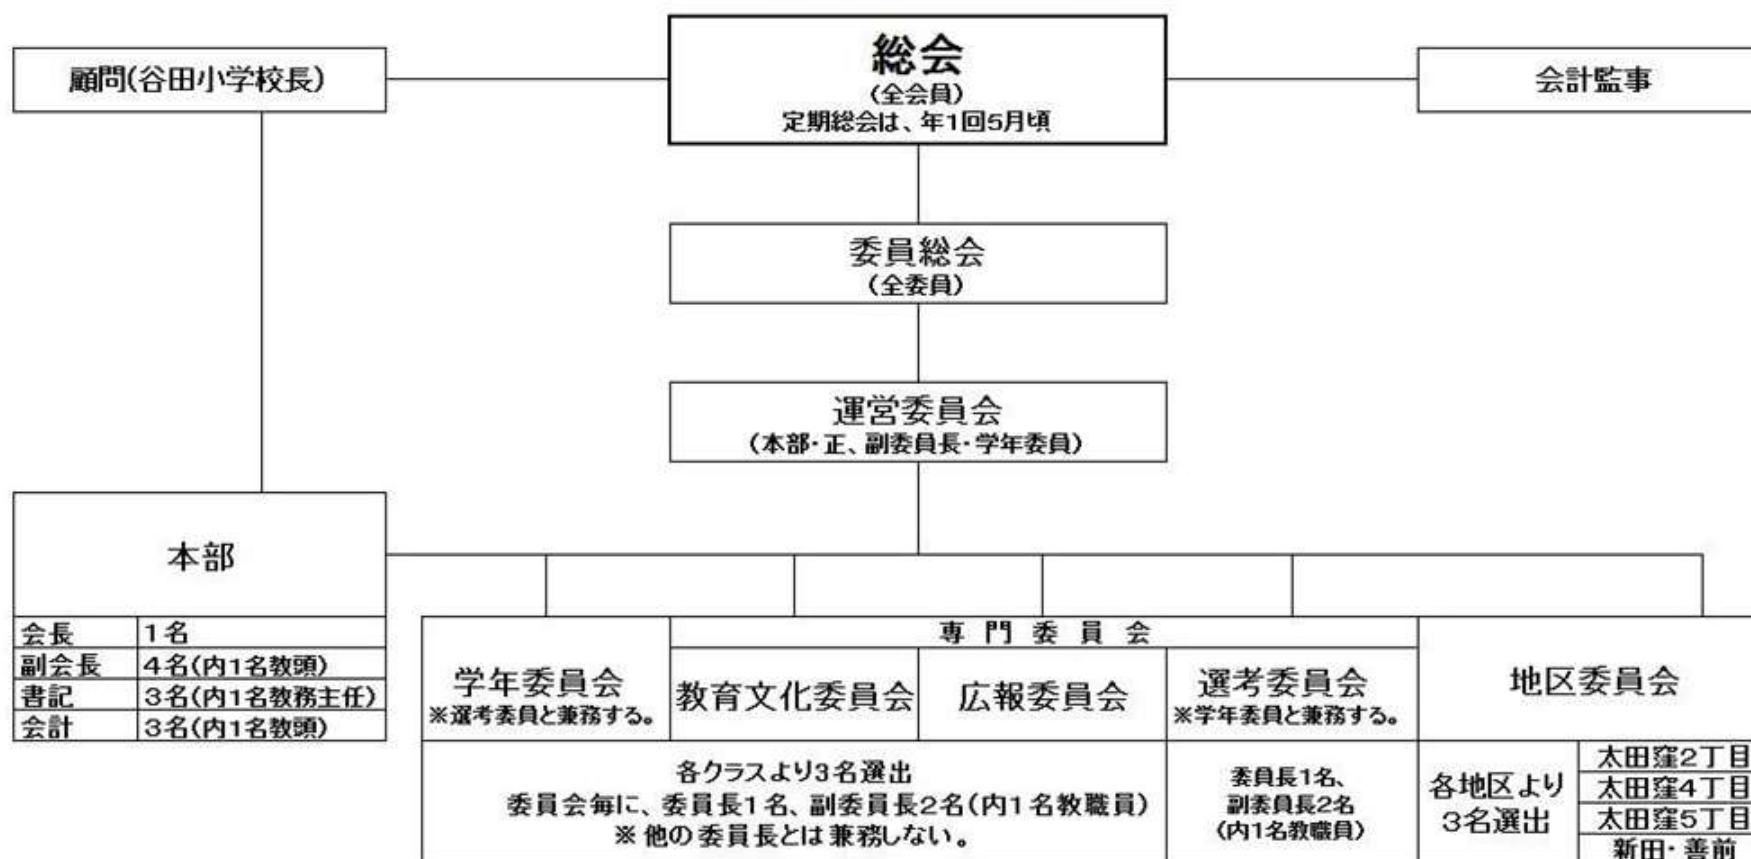 総会
(全会員)
定期総会は、年1回5月頃
顧問(谷田小学校長)
会計監事
委員総会
(全委員)
運営委員会
(本部・正、副委員長・学年委員)
本部
会長 1名
副会長 4名(内1名教頭)
書記 3名(内1名教務主任)
会計 3名(内1名教頭)
学年委員会
※選考委員と兼務する。
専門委員会
教育文化委員会
広報委員会
選考委員会
※学年委員と兼務する。
地区委員会
各クラスより3名選出
委員会毎に、委員長1名、副委員長2名(内1名教職員)
※他の委員長とは兼務しない。
委員長1名、
副委員長2名
(内1名教職員)
各地区より
3名選出
太田窪2丁目
太田窪4丁目
太田窪5丁目
新田・善前